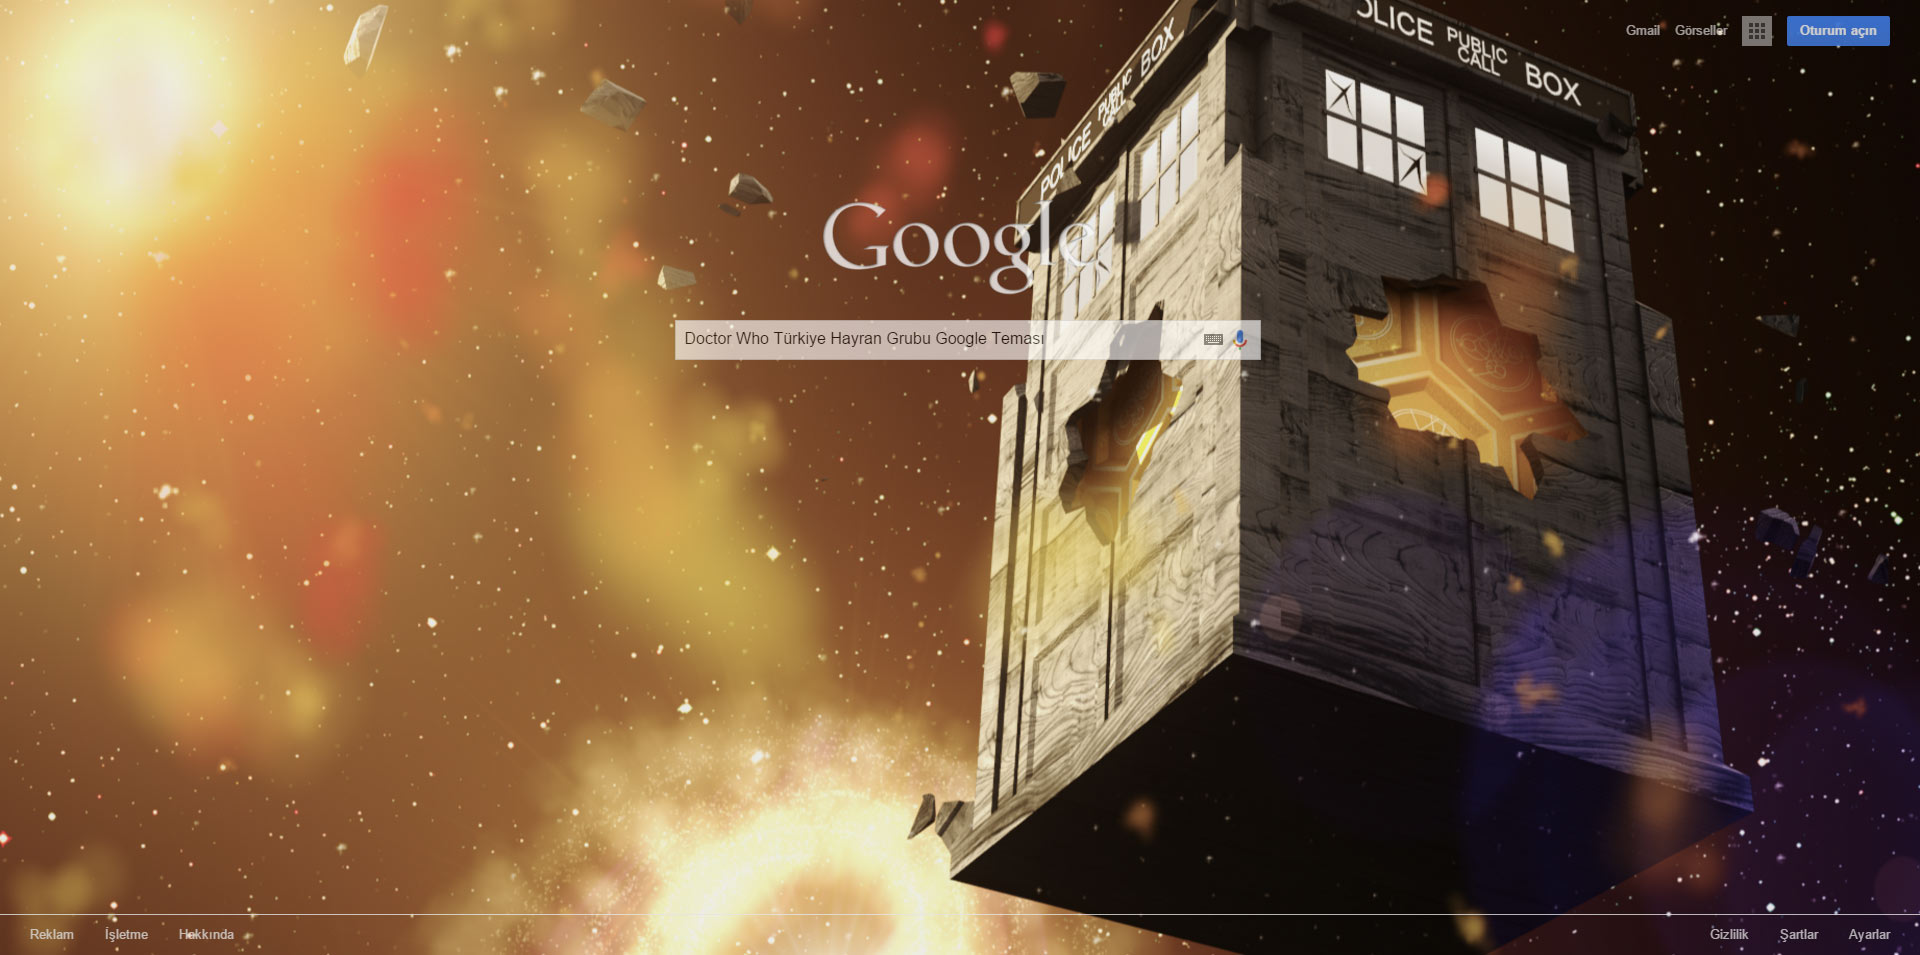 Gmail Görseller Oturum açın
POLICE PUBLIC CALL BOX
OLICE PUBLIC CALL BOX
Google
Doctor Who Türkiye Hayran Grubu Google Teması
Reklam İşletme Hakkında Gizlilik Şartlar Ayarlar